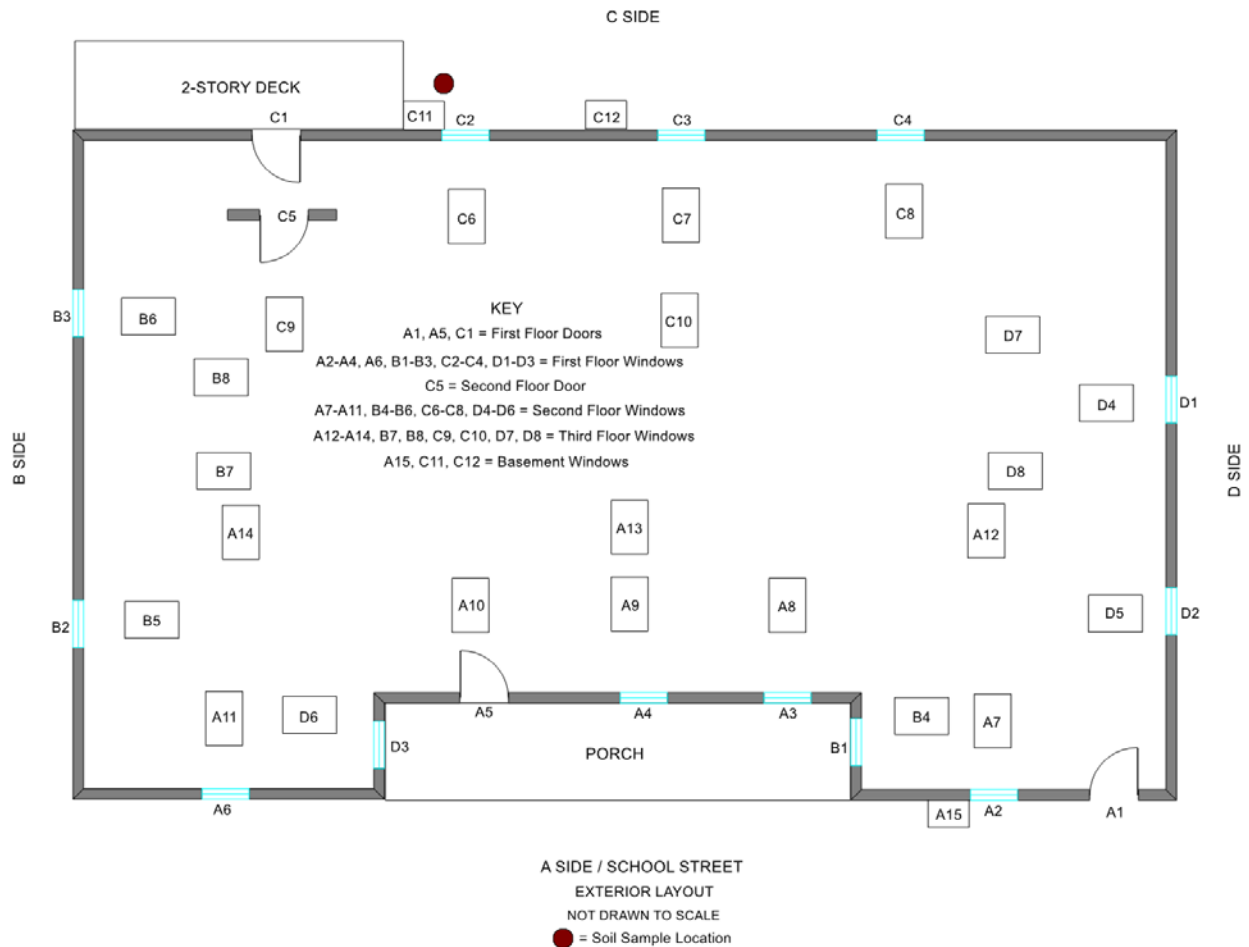 C SIDE
2-STORY DECK
C1
C11
C2
C12
C3
C4
C5
C6
C7
C8
B3
B6
C9
KEY
C10
D7
A1, A5, C1 = First Floor Doors
A2-A4, A6, B1-B3, C2-C4, D1-D3 = First Floor Windows
B8
C5 = Second Floor Door
D4
D1
A7-A11, B4-B6, C6-C8, D4-D6 = Second Floor Windows
A12-A14, B7, B8, C9, C10, D7, D8 = Third Floor Windows
B SIDE
A15, C11, C12 = Basement Windows
B7
D8
D SIDE
A14
A13
A12
B2
B5
A10
A9
A8
D5
D2
A11
D6
A5
A4
A3
B4
A7
D3
PORCH
B1
A6
A15
A2
A1
A SIDE / SCHOOL STREET
EXTERIOR LAYOUT
NOT DRAWN TO SCALE
= Soil Sample Location